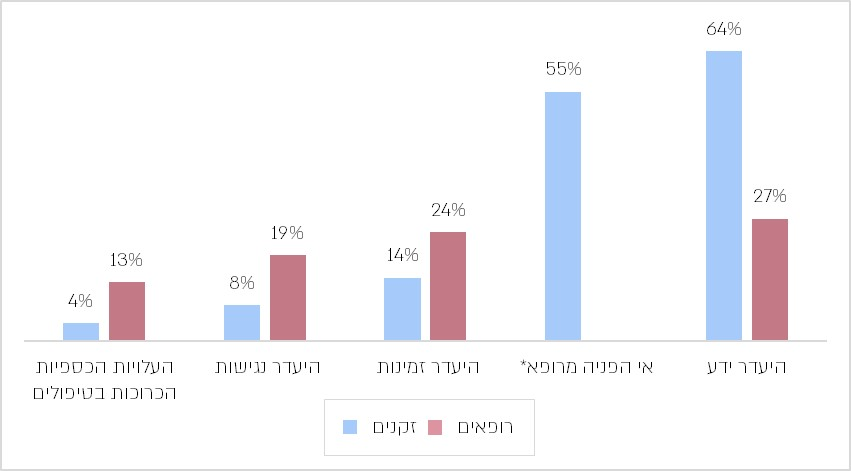 64%
55%
27%
24%
19%
14%
13%
8%
4%
היעדר ידע
אי הפניה מרופא*
היעדר זמינות
היעדר נגישות
העלויות הכספיות
הכרוכות בטיפולים
זקנים
רופאים